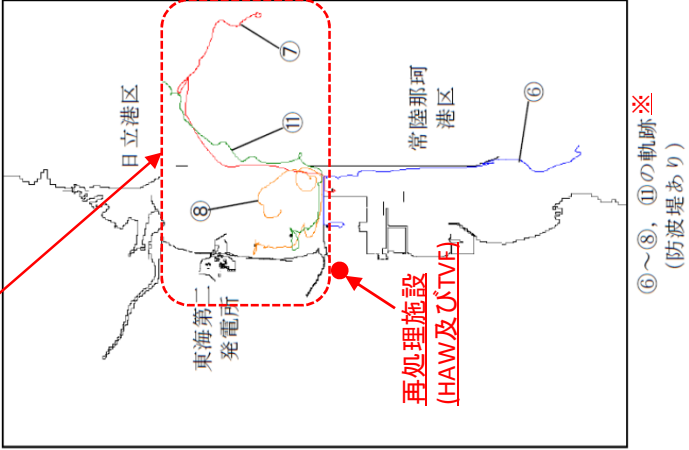 日立港区
⑦
⑪
⑧
⑥
常陸那珂
港区
東海第二
発電所
再処理施設
(HAW及びTVF)
⑥～⑧，⑪の軌跡※
(防波堤あり)